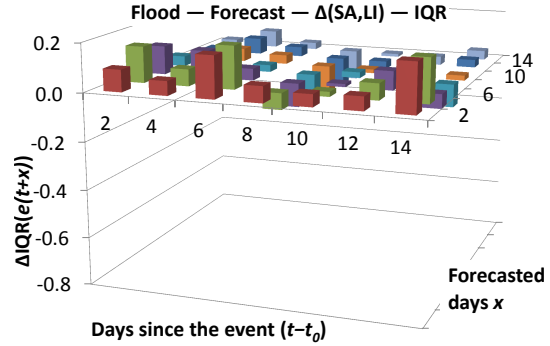 Flood — Forecast — Δ(SA,LI) — IQR
0.2
0.0
-0.2
-0.4
-0.6
-0.8
ΔIQR(e(t+x))
2 4 6 8 10 12 14
14
10
6
2
Forecasted
days x
Days since the event (t−t₀)